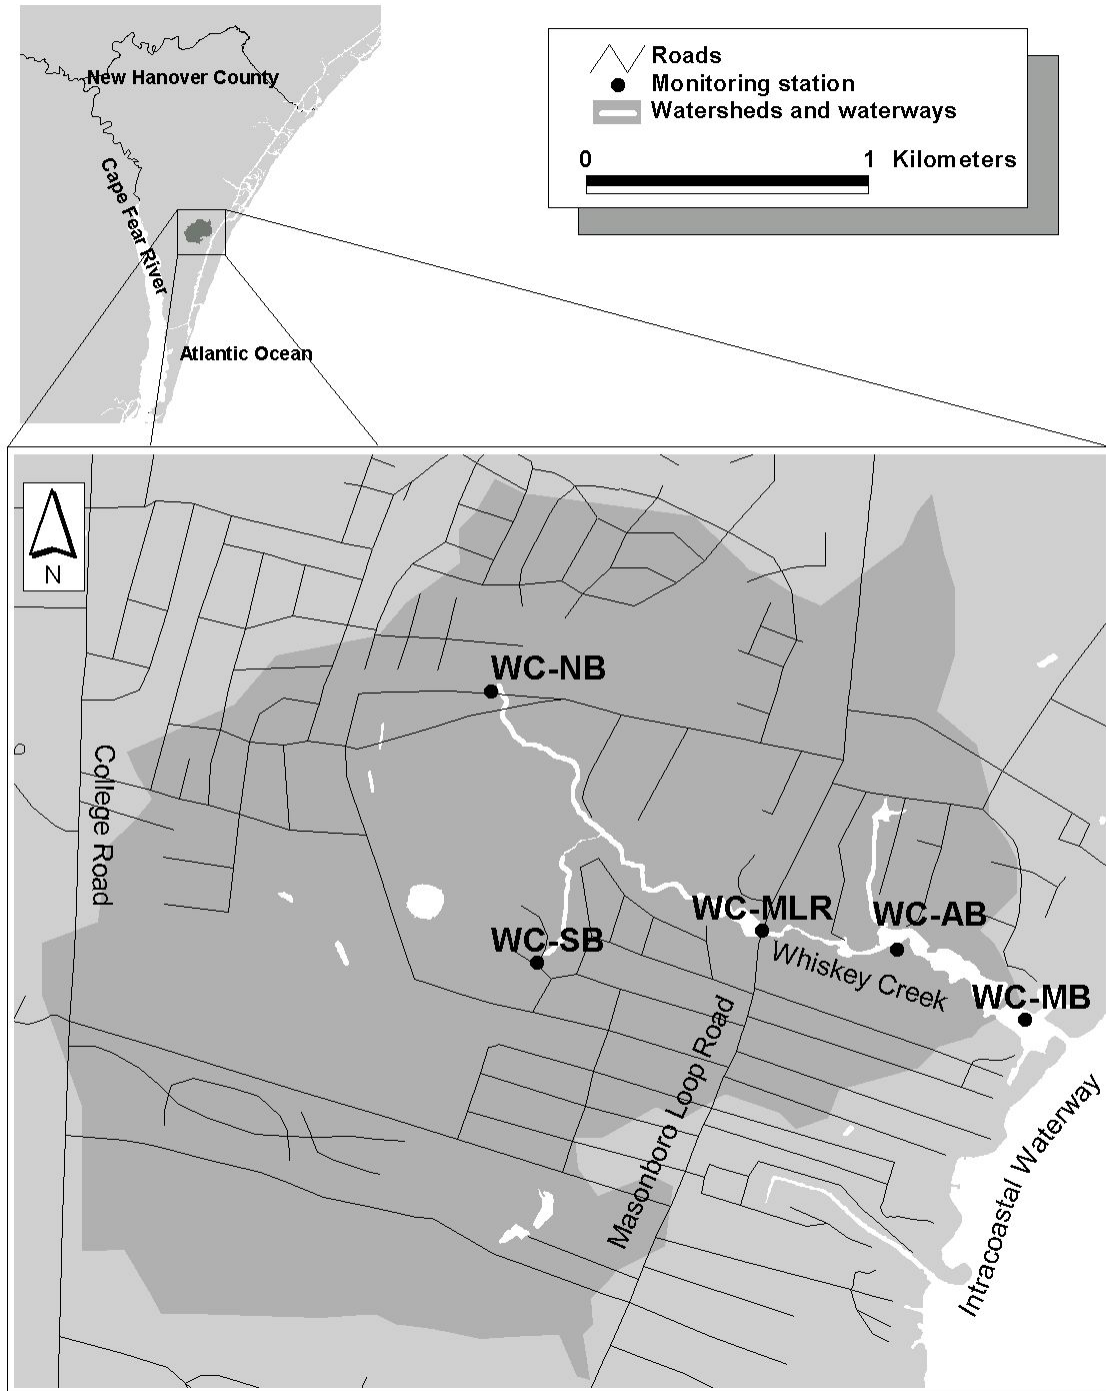 New Hanover County
Cape Fear River
Atlantic Ocean
Roads
Monitoring station
Watersheds and waterways
0 1 Kilometers
N
WC-NB
College Road
WC-SB
WC-MLR
WC-AB
Whiskey Creek
WC-MB
Masonboro Loop Road
Intracoastal Waterway